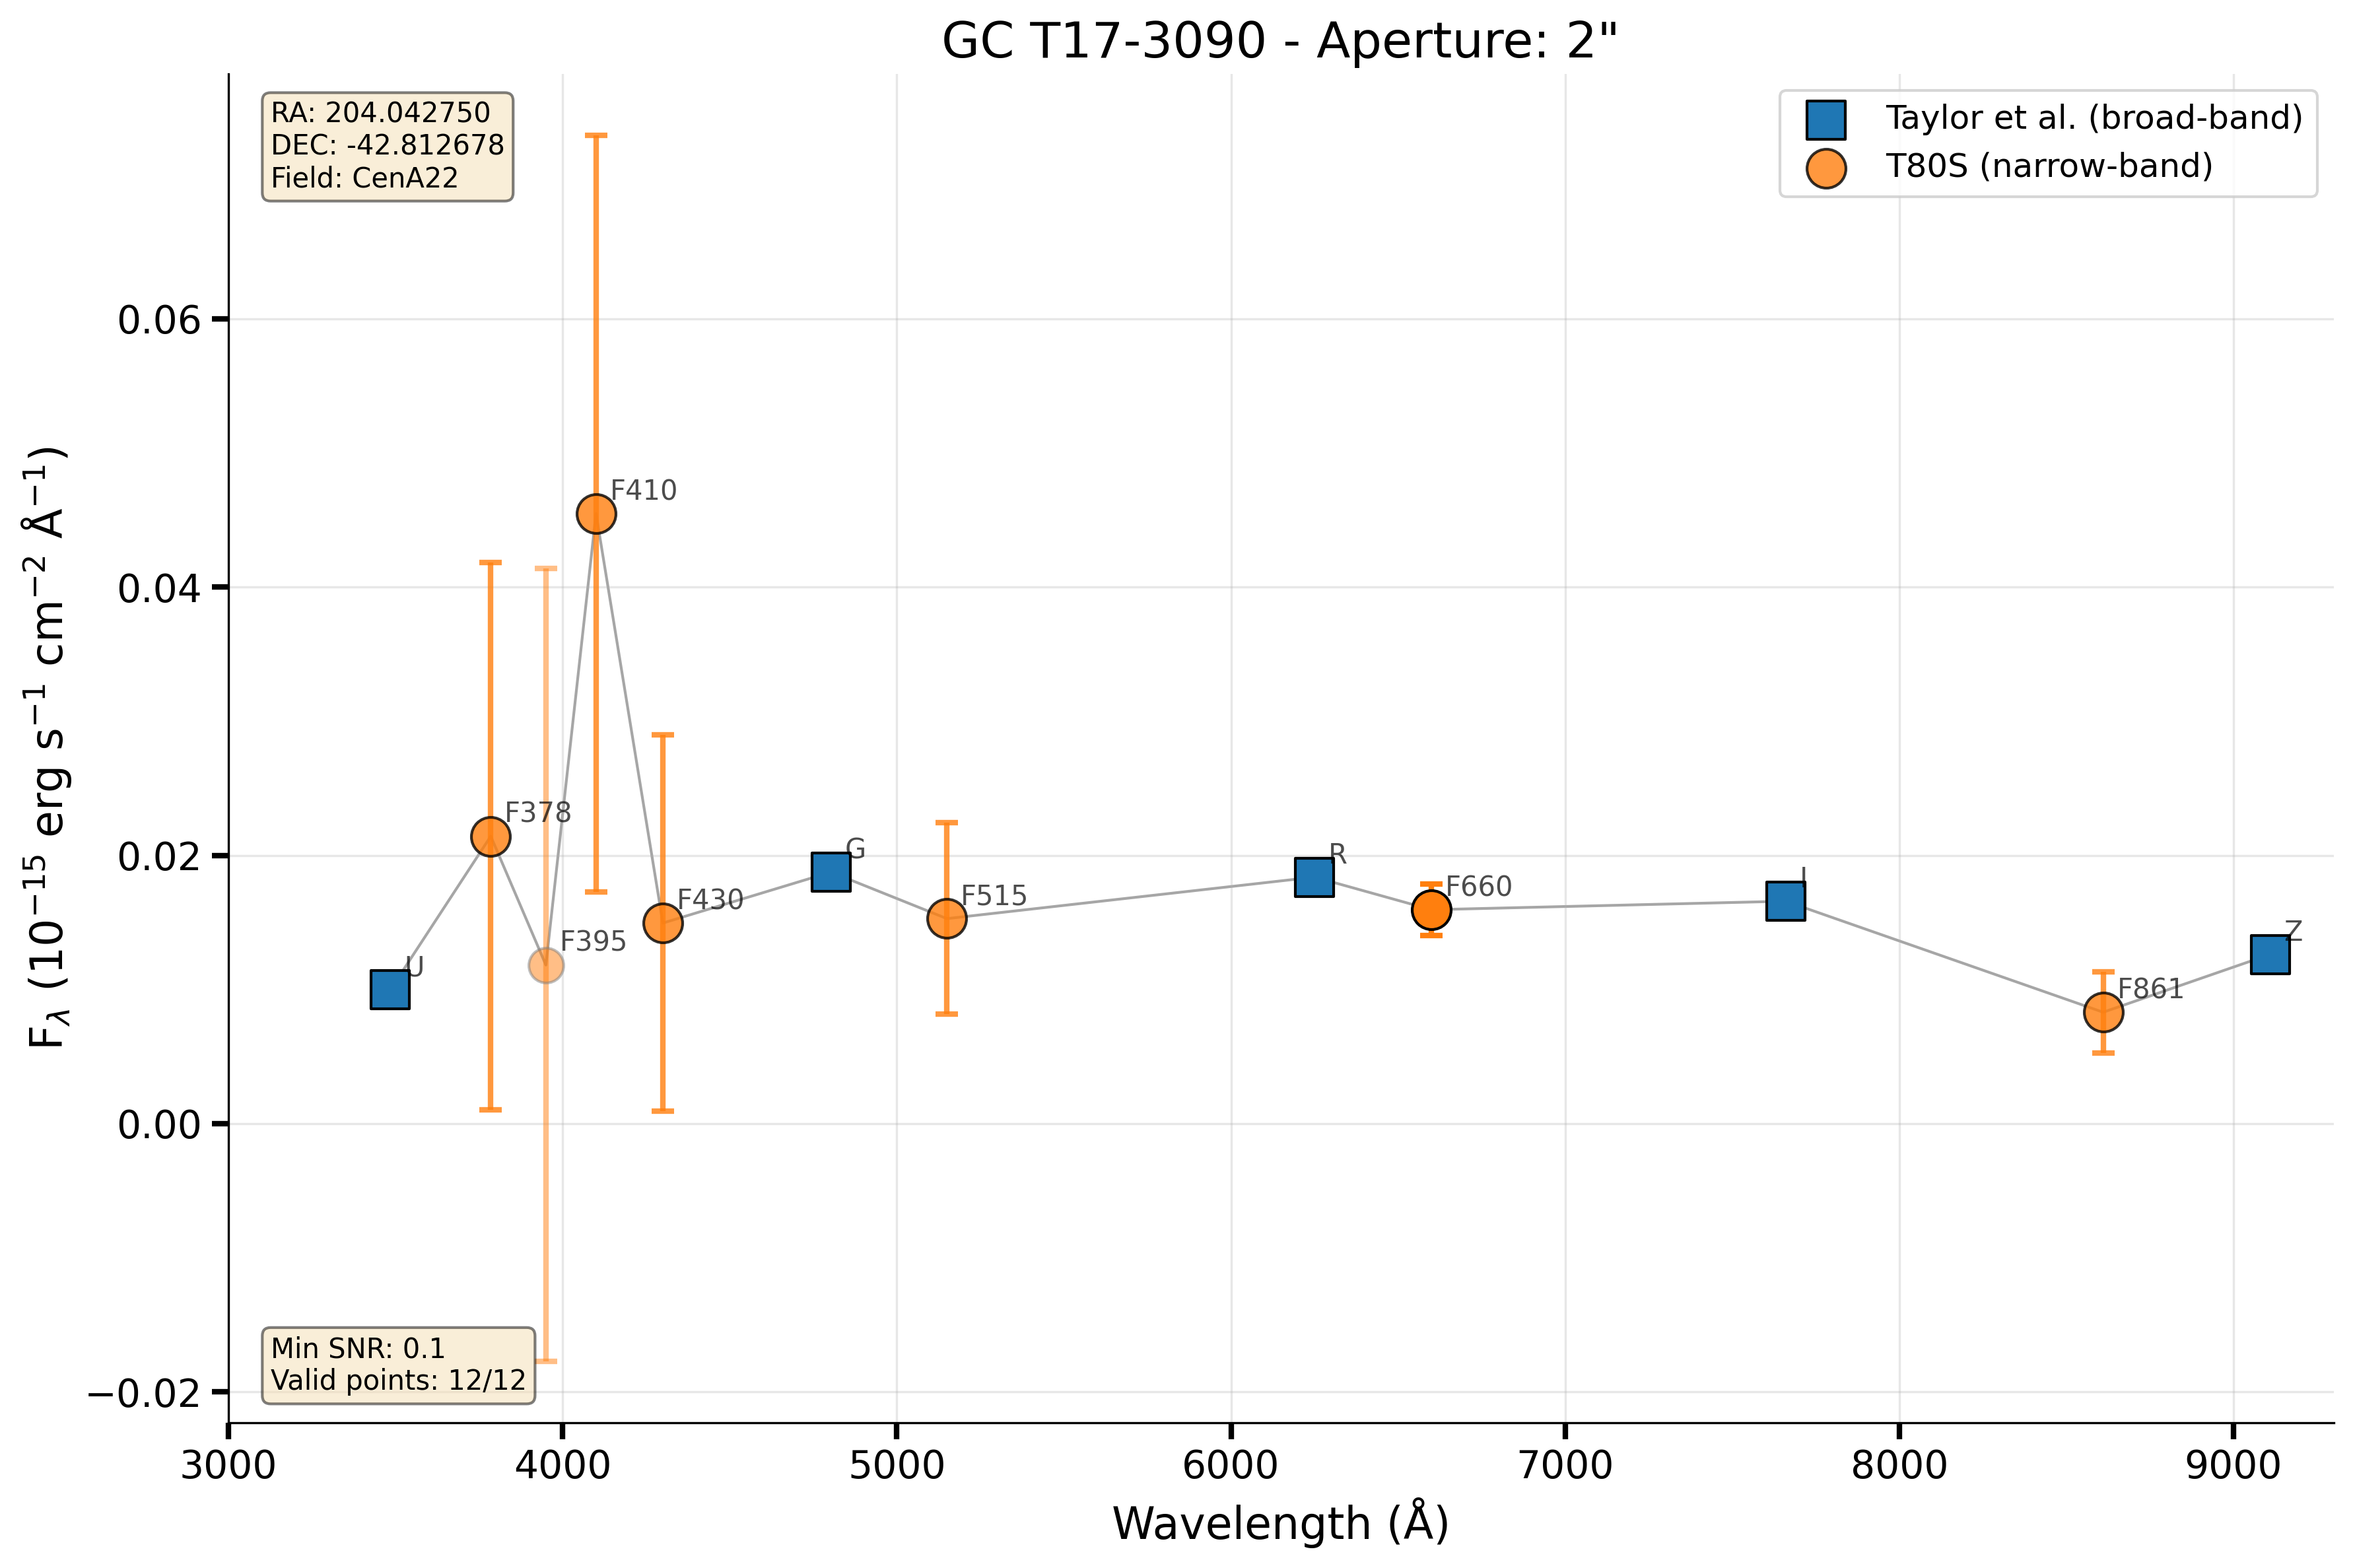 GC T17-3090 - Aperture: 2"
RA: 204.042750
DEC: -42.812678
Field: CenA22
Taylor et al. (broad-band)
T80S (narrow-band)
0.06
0.04
0.02
0.00
−0.02
F410
F378
F395
F430
U
G
F515
R
F660
I
F861
Z
Min SNR: 0.1
Valid points: 12/12
3000 4000 5000 6000 7000 8000 9000
Wavelength (Å)
Fλ (10⁻¹⁵ erg s⁻¹ cm⁻² Å⁻¹)